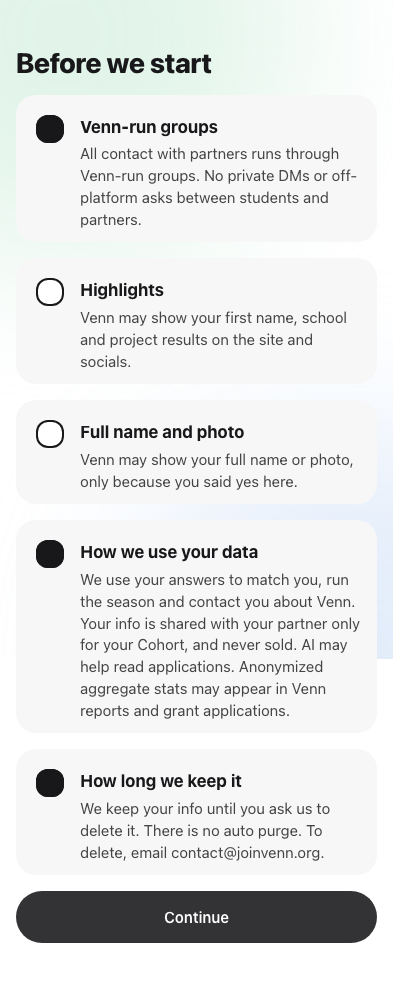 Before we start
Venn-run groups
All contact with partners runs through
Venn-run groups. No private DMs or off-
platform asks between students and
partners.
Highlights
Venn may show your first name, school
and project results on the site and
socials.
Full name and photo
Venn may show your full name or photo,
only because you said yes here.
How we use your data
We use your answers to match you, run
the season and contact you about Venn.
Your info is shared with your partner only
for your Cohort, and never sold. AI may
help read applications. Anonymized
aggregate stats may appear in Venn
reports and grant applications.
How long we keep it
We keep your info until you ask us to
delete it. There is no auto purge. To
delete, email contact@joinvenn.org.
Continue